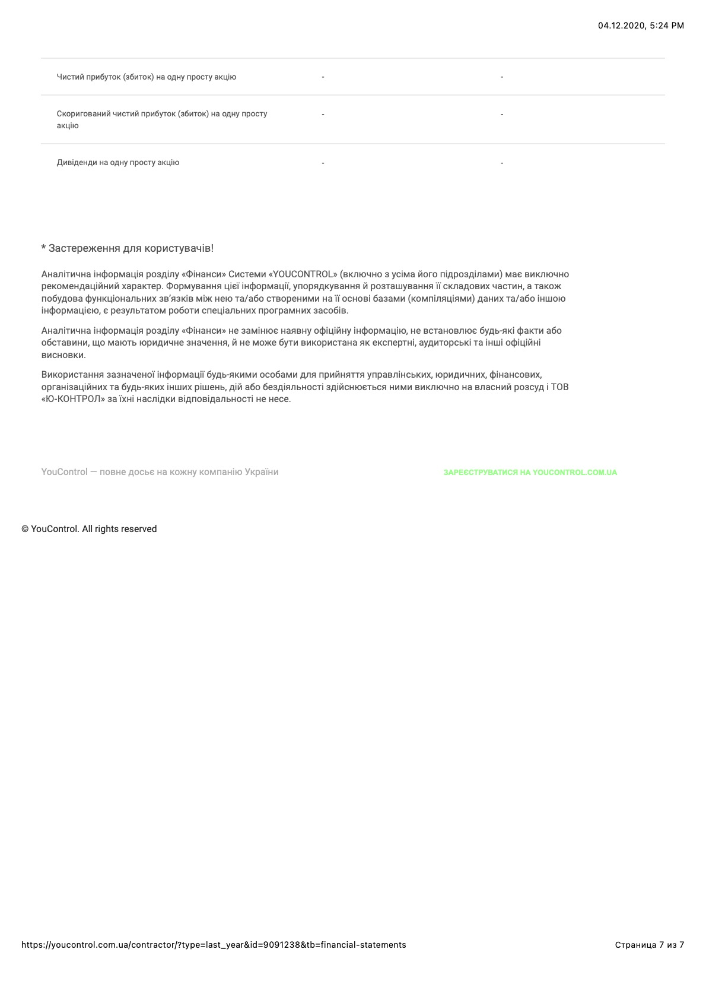 04.12.2020, 5:24 PM
Чистий прибуток (збиток) на одну просту акцію - -
Скоригований чистий прибуток (збиток) на одну просту - -
акцію
Дивіденди на одну просту акцію - -
* Застереження для користувачів!
Аналітична інформація розділу «Фінанси» Системи «YOUCONTROL» (включно з усіма його підрозділами) має виключно
рекомендаційний характер. Формування цієї інформації, упорядкування й розташування її складових частин, а також
побудова функціональних зв’язків між нею та/або створеними на її основі базами (компіляціями) даних та/або іншою
інформацією, є результатом роботи спеціальних програмних засобів.
Аналітична інформація розділу «Фінанси» не замінює наявну офіційну інформацію, не встановлює будь-які факти або
обставини, що мають юридичне значення, й не може бути використана як експертні, аудиторські та інші офіційні
висновки.
Використання зазначеної інформації будь-якими особами для прийняття управлінських, юридичних, фінансових,
організаційних та будь-яких інших рішень, дій або бездіяльності здійснюється ними виключно на власний розсуд і ТОВ
«Ю-КОНТРОЛ» за їхні наслідки відповідальності не несе.
YouControl — повне досьє на кожну компанію України ЗАРЕЄСТРУВАТИСЯ НА YOUCONTROL.COM.UA
© YouControl. All rights reserved
https://youcontrol.com.ua/contractor/?type=last_year&id=9091238&tb=financial-statements Страница 7 из 7